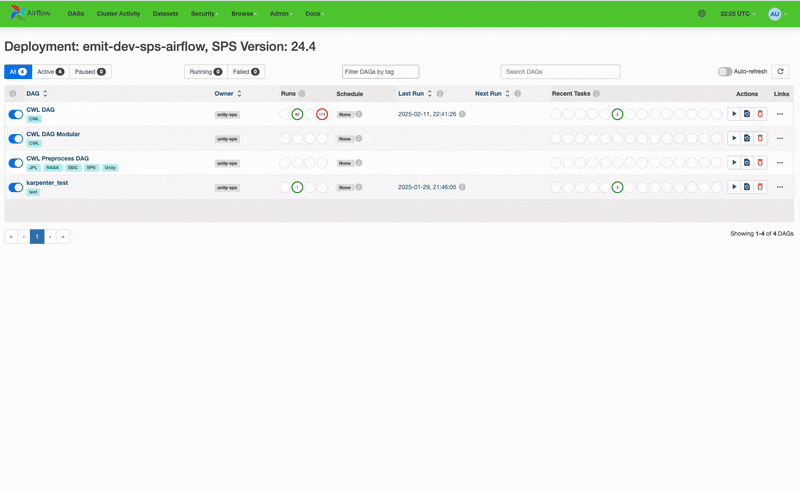 Airflow DAGs Cluster Activity Datasets Security Browse Admin Docs 22:25 UTC AU
Deployment: emit-dev-sps-airflow, SPS Version: 24.4
All 4 Active 4 Paused 0 Running 0 Failed 0 Filter DAGs by tag Search DAGs Auto-refresh
DAG Owner Runs Schedule Last Run Next Run Recent Tasks Actions Links
CWL DAG unity-sps None 2025-02-11, 22:41:26 3
CWL
CWL DAG Modular unity-sps None
CWL
CWL Preprocess DAG unity-sps None
JPL NASA SEG SPS Unity
karpenter_test unity-sps 1 None 2025-01-29, 21:46:05 2
test
« ‹ 1 › »
Showing 1-4 of 4 DAGs